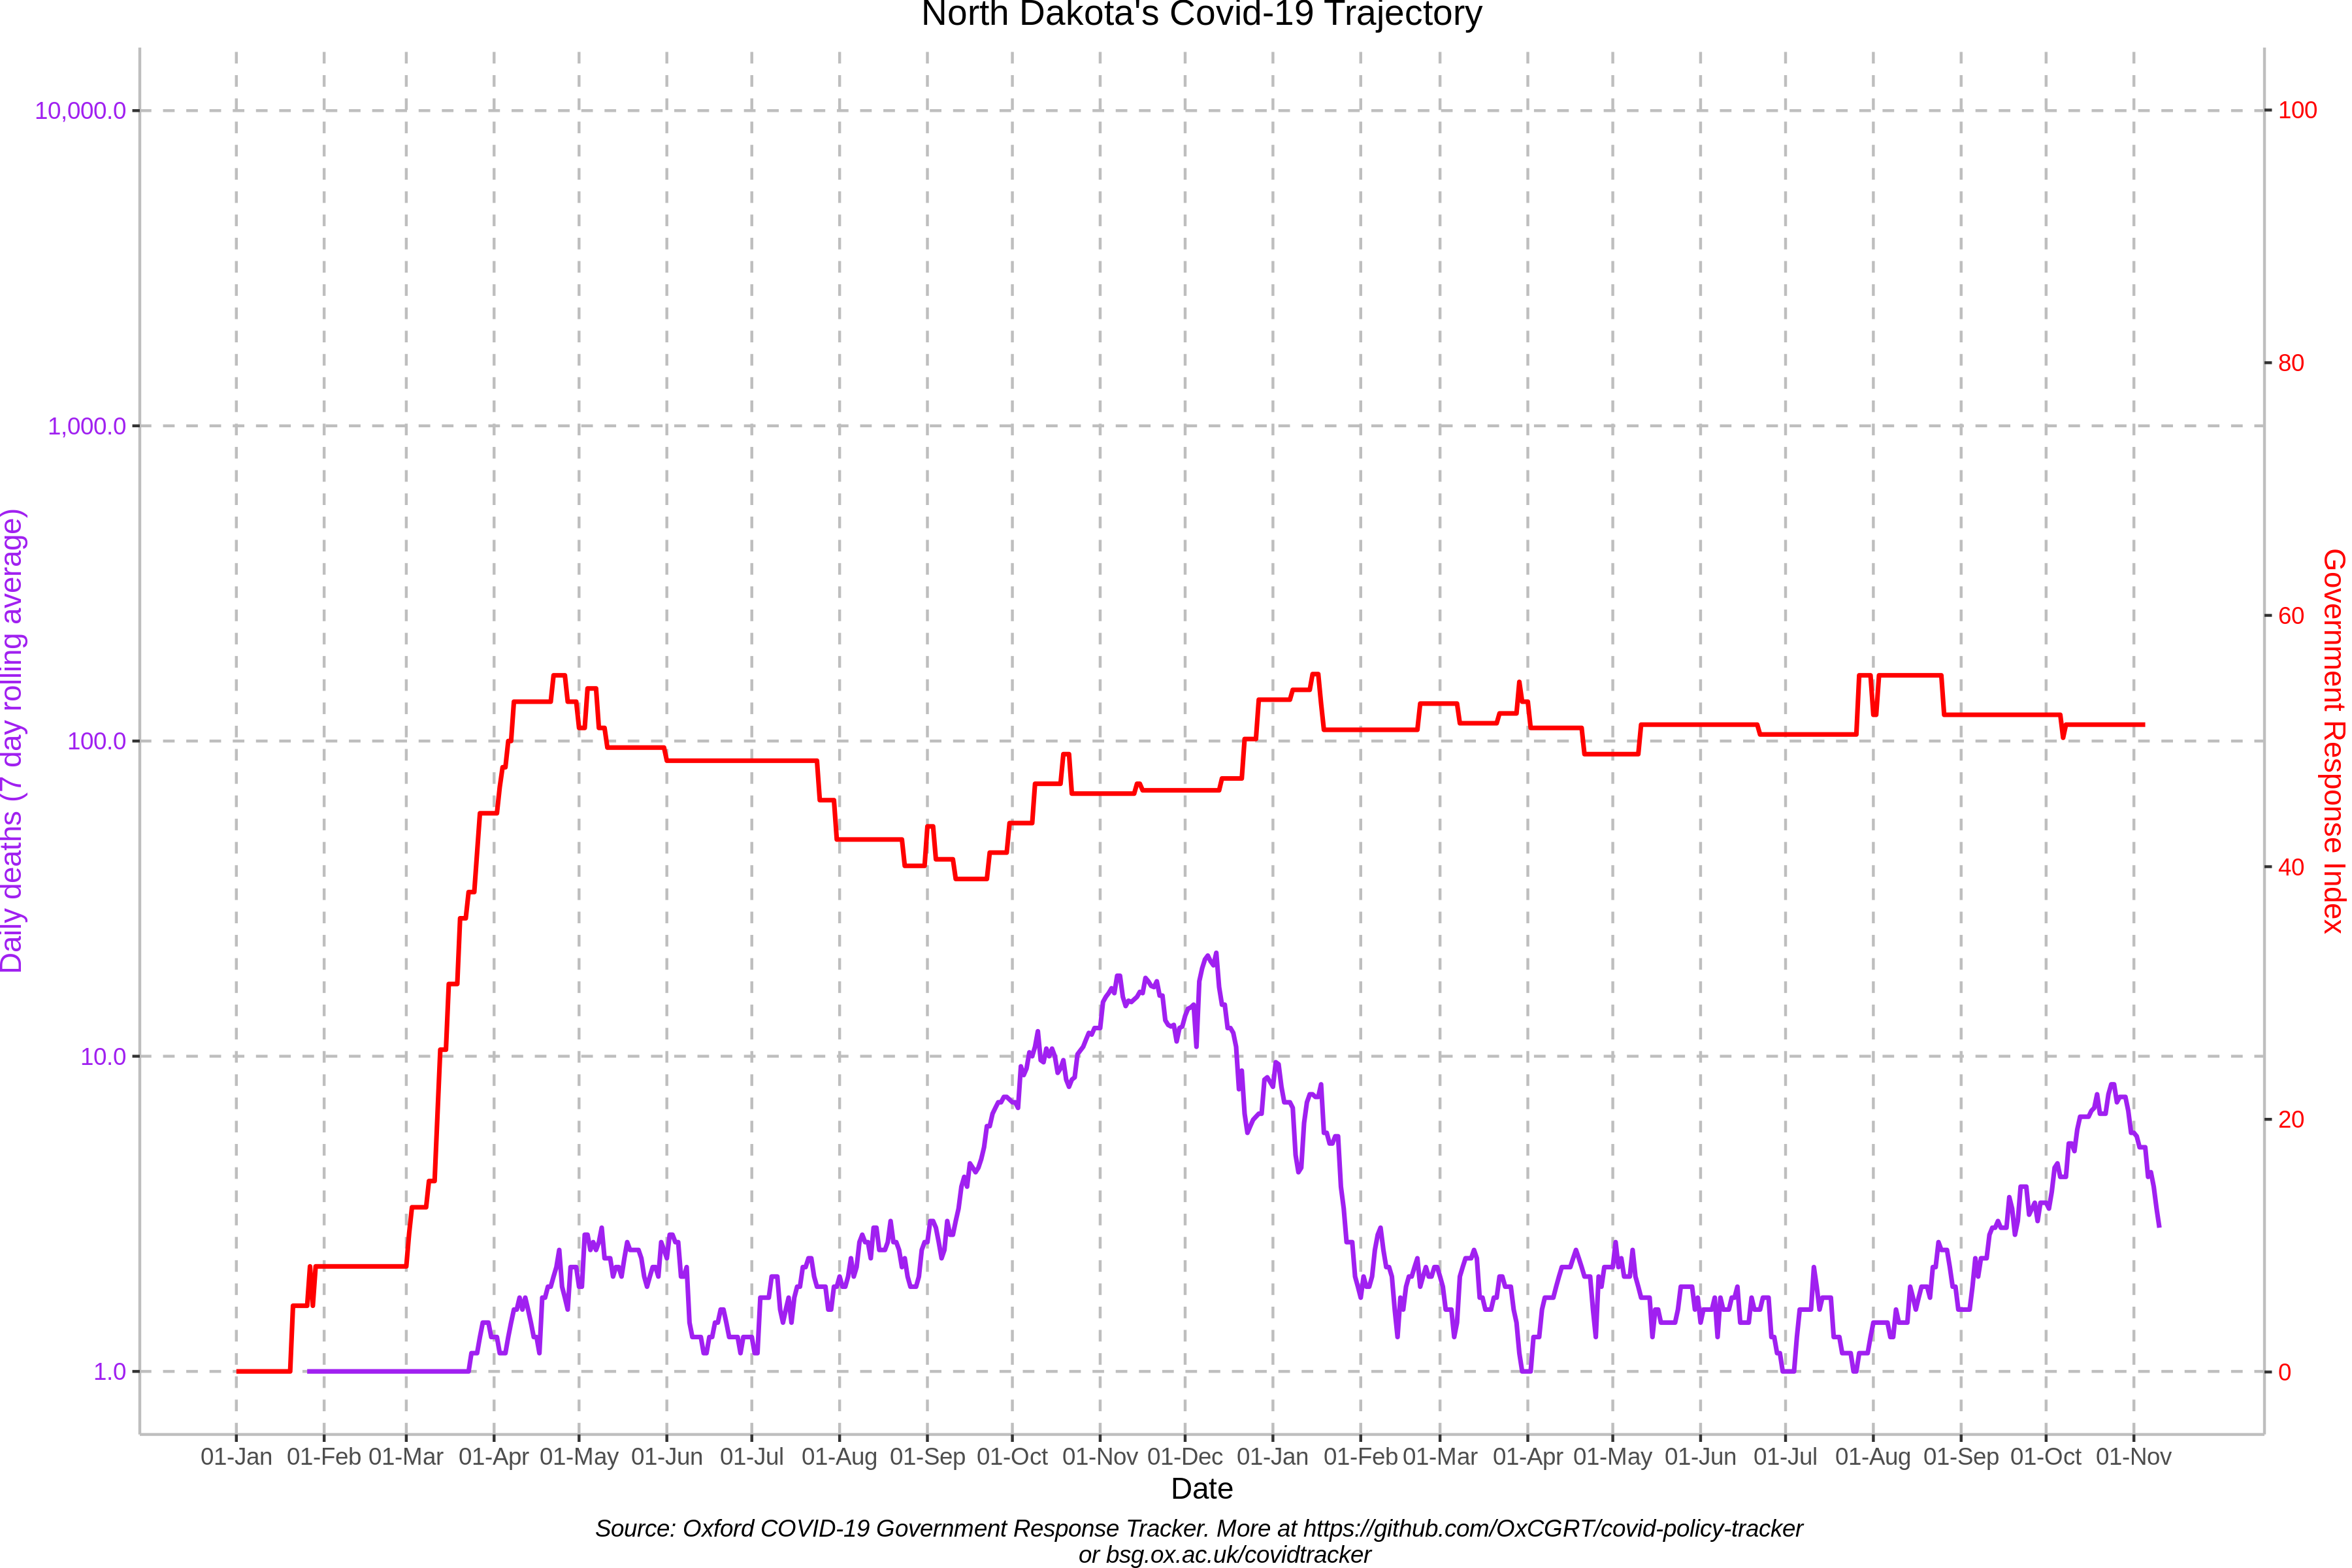 North Dakota's Covid-19 Trajectory
10,000.0
1,000.0
100.0
10.0
1.0
Daily deaths (7 day rolling average)
100
80
60
40
20
0
Government Response Index
01-Jan 01-Feb 01-Mar 01-Apr 01-May 01-Jun 01-Jul 01-Aug 01-Sep 01-Oct 01-Nov 01-Dec 01-Jan 01-Feb 01-Mar 01-Apr 01-May 01-Jun 01-Jul 01-Aug 01-Sep 01-Oct 01-Nov
Date
Source: Oxford COVID-19 Government Response Tracker. More at https://github.com/OxCGRT/covid-policy-tracker
or bsg.ox.ac.uk/covidtracker